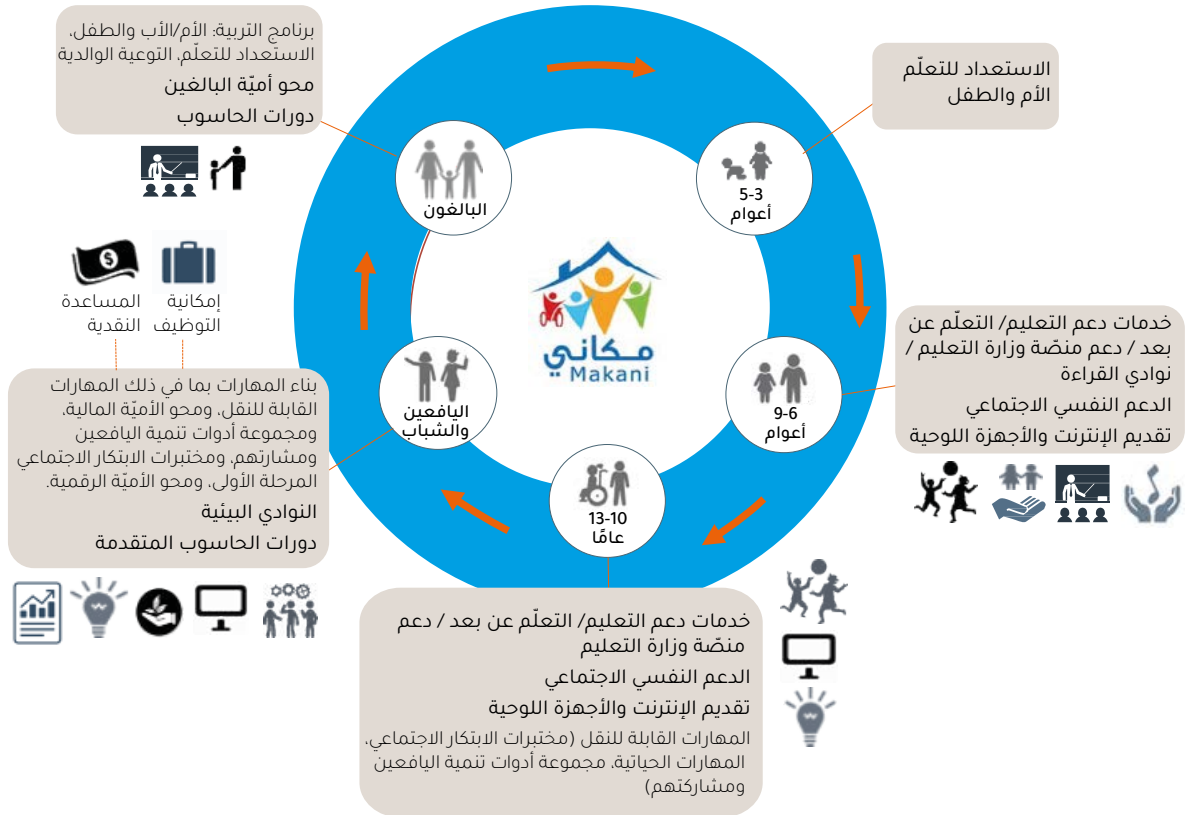 برنامج التربية: الأم/الأب والطفل،
الاستعداد للتعلّم، التوعية الوالدية
محو أميّة البالغين
دورات الحاسوب
الاستعداد للتعلّم
الأم والطفل
البالغون
5-3
أعوام
مكاني
Makani
المساعدة
النقدية
إمكانية
التوظيف
خدمات دعم التعليم/ التعلّم عن
بعد / دعم منصّة وزارة التعليم /
نوادي القراءة
الدعم النفسي الاجتماعي
تقديم الإنترنت والأجهزة اللوحية
9-6
أعوام
اليافعين
والشباب
بناء المهارات بما في ذلك المهارات
القابلة للنقل، ومحو الأميّة المالية،
ومجموعة أدوات تنمية اليافعين
ومشارتهم، ومختبرات الابتكار الاجتماعي
المرحلة الأولى، ومحو الأميّة الرقمية.
النوادي البيئية
دورات الحاسوب المتقدمة
13-10
عامًا
خدمات دعم التعليم/ التعلّم عن بعد / دعم
منصّة وزارة التعليم
الدعم النفسي الاجتماعي
تقديم الإنترنت والأجهزة اللوحية
المهارات القابلة للنقل (مختبرات الابتكار الاجتماعي،
المهارات الحياتية، مجموعة أدوات تنمية اليافعين
ومشاركتهم)